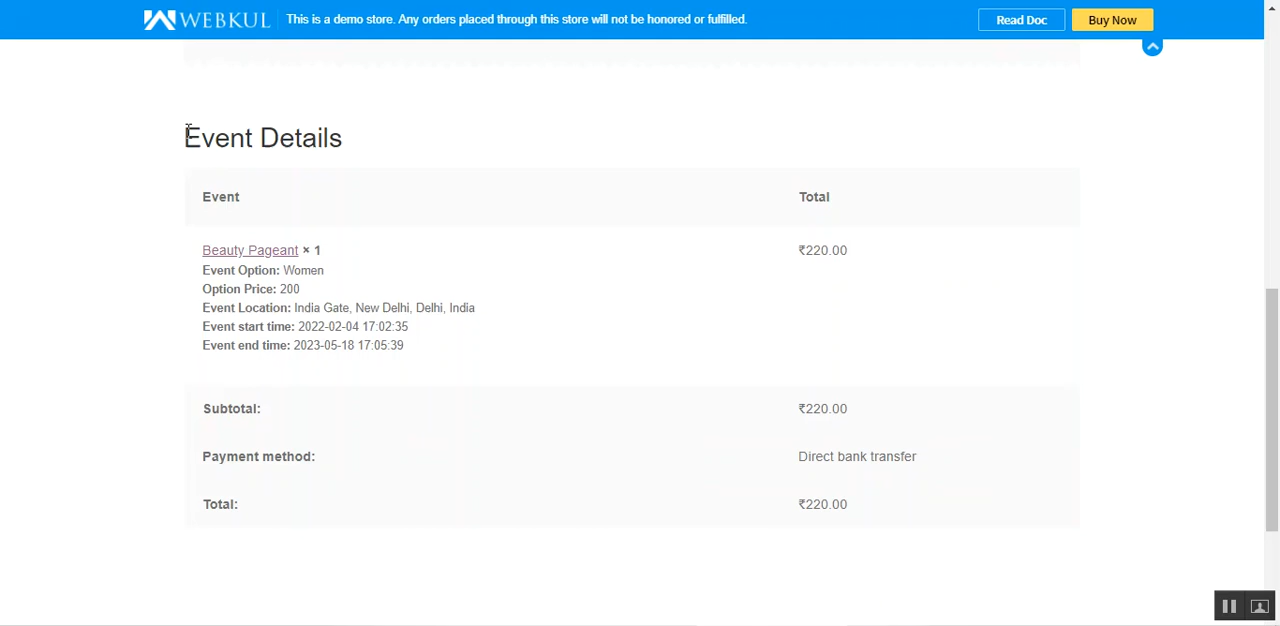 WEBKUL This is a demo store. Any orders placed through this store will not be honored or fulfilled. Read Doc Buy Now
Event Details
Event Total
Beauty Pageant × 1 ₹220.00
Event Option: Women
Option Price: 200
Event Location: India Gate, New Delhi, Delhi, India
Event start time: 2022-02-04 17:02:35
Event end time: 2023-05-18 17:05:39
Subtotal: ₹220.00
Payment method: Direct bank transfer
Total: ₹220.00